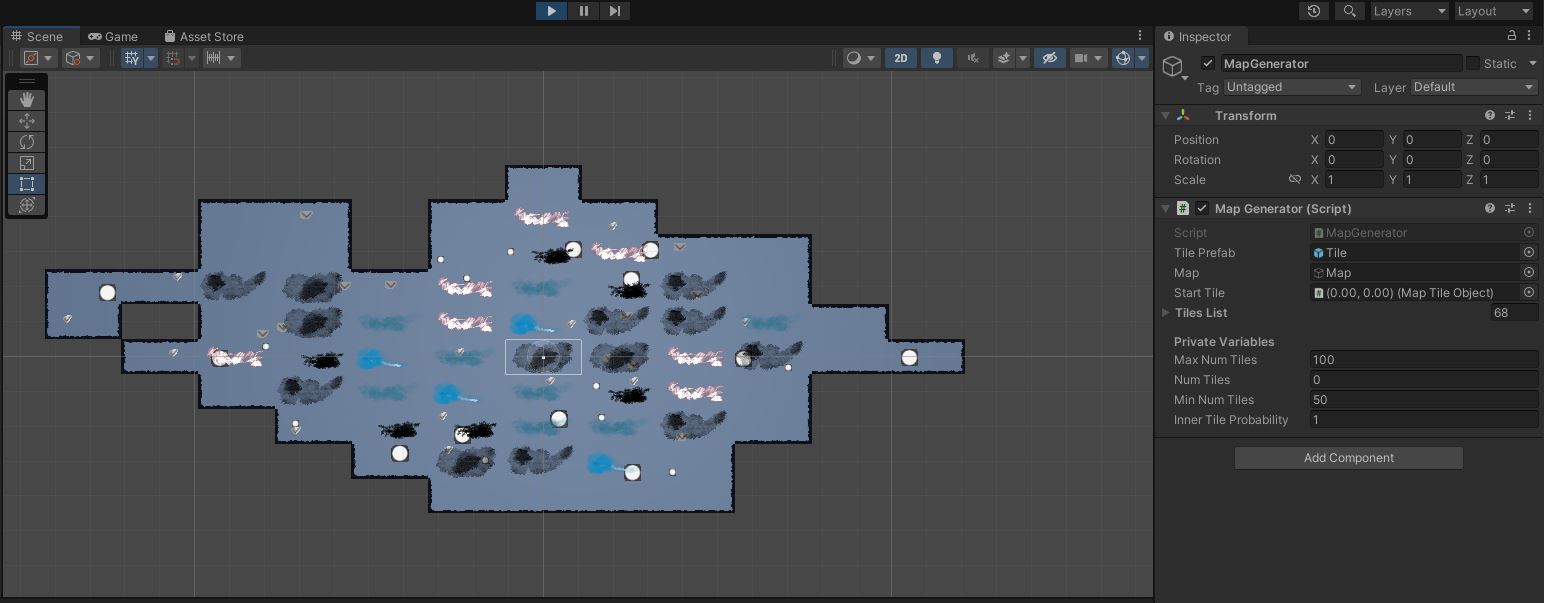 Layers Layout
Scene Game Asset Store
Inspector
2D
MapGenerator Static
Tag Untagged Layer Default
Transform
Position X 0 Y 0 Z 0
Rotation X 0 Y 0 Z 0
Scale X 1 Y 1 Z 1
# Map Generator (Script)
Script # MapGenerator
Tile Prefab Tile
Map Map
Start Tile # (0.00, 0.00) (Map Tile Object)
Tiles List 68
Private Variables
Max Num Tiles 100
Num Tiles 0
Min Num Tiles 50
Inner Tile Probability 1
Add Component